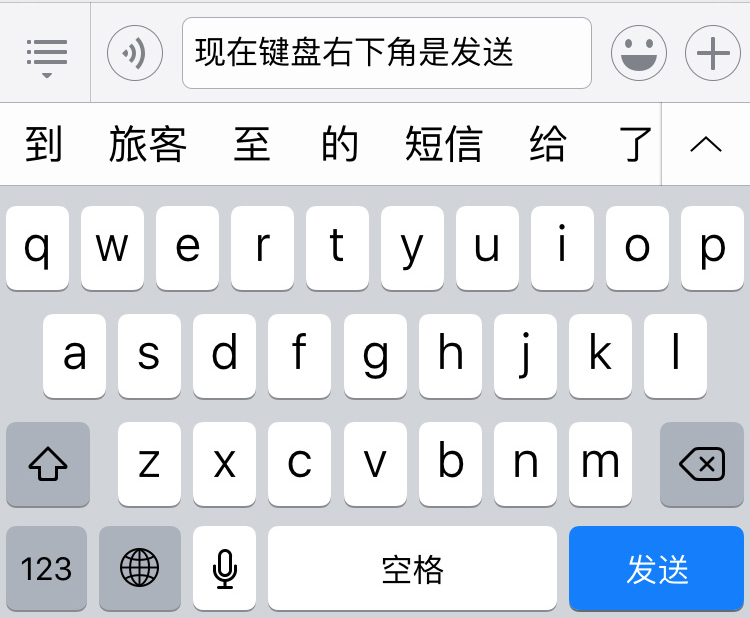 现在键盘右下角是发送
到 旅客 至 的 短信 给 了
q w e r t y u i o p
a s d f g h j k l
z x c v b n m
123 空格 发送